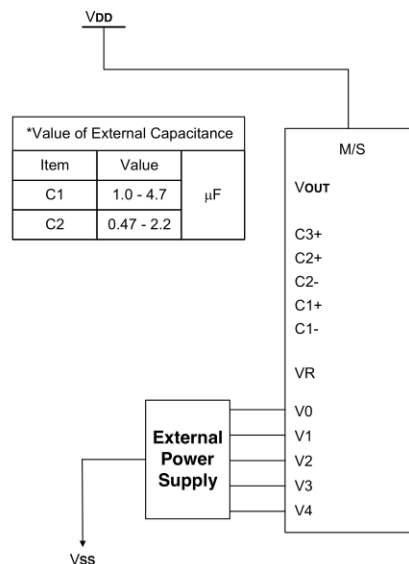 VDD
*Value of External Capacitance
Item Value
C1 1.0 - 4.7 μF
C2 0.47 - 2.2
M/S
VOUT
C3+
C2+
C2-
C1+
C1-
VR
V0
V1
V2
V3
V4
External
Power
Supply
VSS